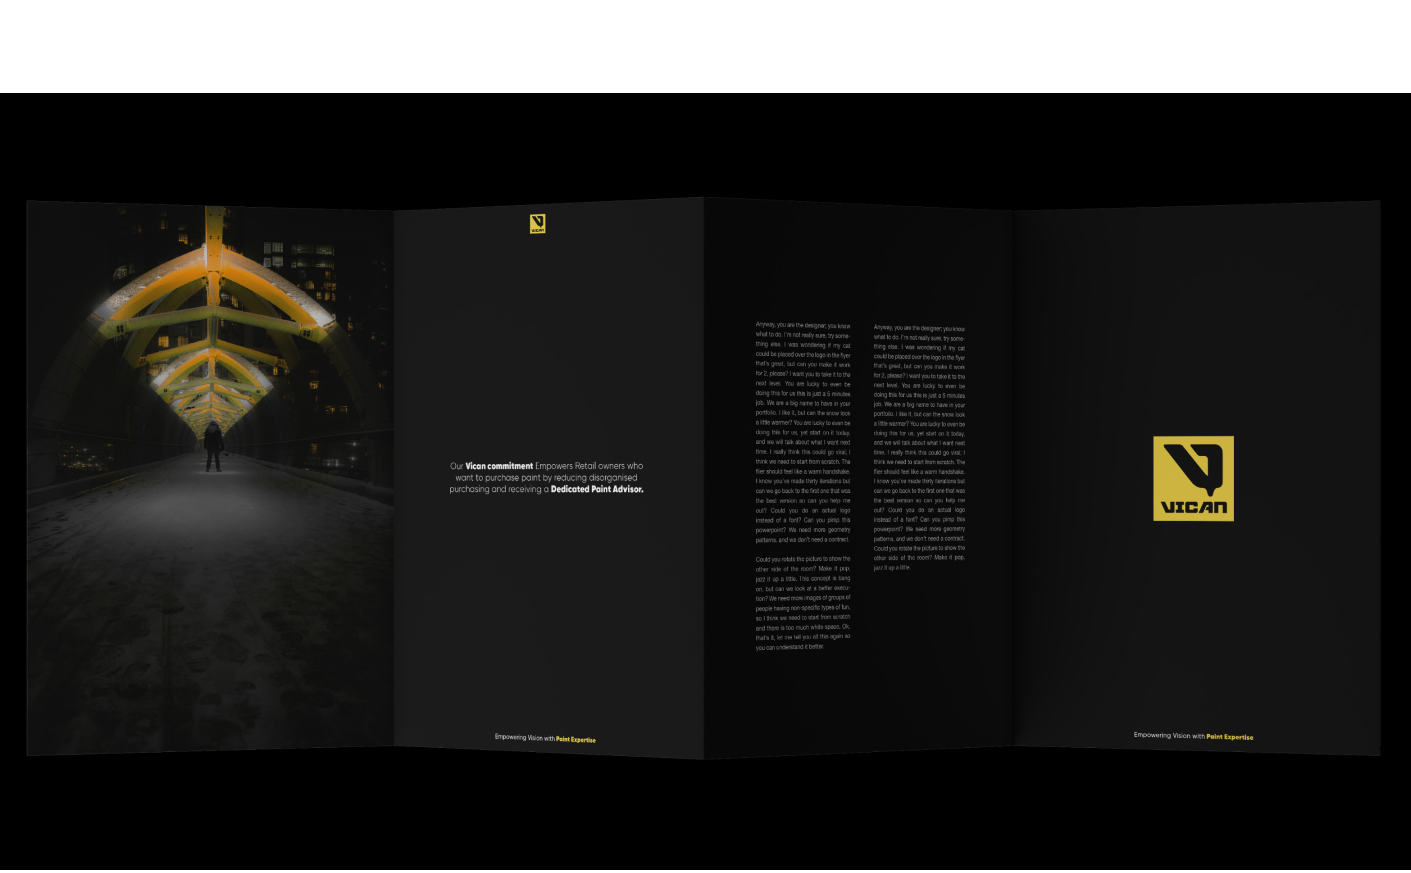 VICAN
Our Vican commitment Empowers Retail owners who
want to purchase paint by reducing disorganised
purchasing and receiving a Dedicated Paint Advisor.
Empowering Vision with Paint Expertise
Anyway, you are the designer; you know
what to do. I'm not really sure, try some-
thing else. I was wondering if my cat
could be placed over the logo in the flyer
that's great, but can you make it work
for 2, please? I want you to take it to the
next level. You are lucky to even be
doing this for us this is just a 5 minutes
job. We are a big name to have in your
portfolio. I like it, but can the snow look
a little warmer? You are lucky to even be
doing this for us, yet start on it today,
and we will talk about what I want next
time. I really think this could go viral; I
think we need to start from scratch. The
flier should feel like a warm handshake.
I know you've made thirty iterations but
can we go back to the first one that was
the best version so can you help me
out? Could you do an actual logo
instead of a font? Can you pimp this
powerpoint? We need more geometry
patterns, and we don't need a contract.
Could you rotate the picture to show the
other side of the room? Make it pop,
jazz it up a little. This concept is bang
on, but can we look at a better execu-
tion? We need more images of groups of
people having non-specific types of fun,
so I think we need to start from scratch
and there is too much white space. Ok,
that's it, let me tell you all this again so
you can understand it better.
Anyway, you are the designer; you know
what to do. I'm not really sure, try some-
thing else. I was wondering if my cat
could be placed over the logo in the flyer
that's great, but can you make it work
for 2, please? I want you to take it to the
next level. You are lucky to even be
doing this for us this is just a 5 minutes
job. We are a big name to have in your
portfolio. I like it, but can the snow look
a little warmer? You are lucky to even be
doing this for us, yet start on it today,
and we will talk about what I want next
time. I really think this could go viral; I
think we need to start from scratch. The
flier should feel like a warm handshake.
I know you've made thirty iterations but
can we go back to the first one that was
the best version so can you help me
out? Could you do an actual logo
instead of a font? Can you pimp this
powerpoint? We need more geometry
patterns, and we don't need a contract.
Could you rotate the picture to show the
other side of the room? Make it pop,
jazz it up a little.
VICAN
Empowering Vision with Paint Expertise